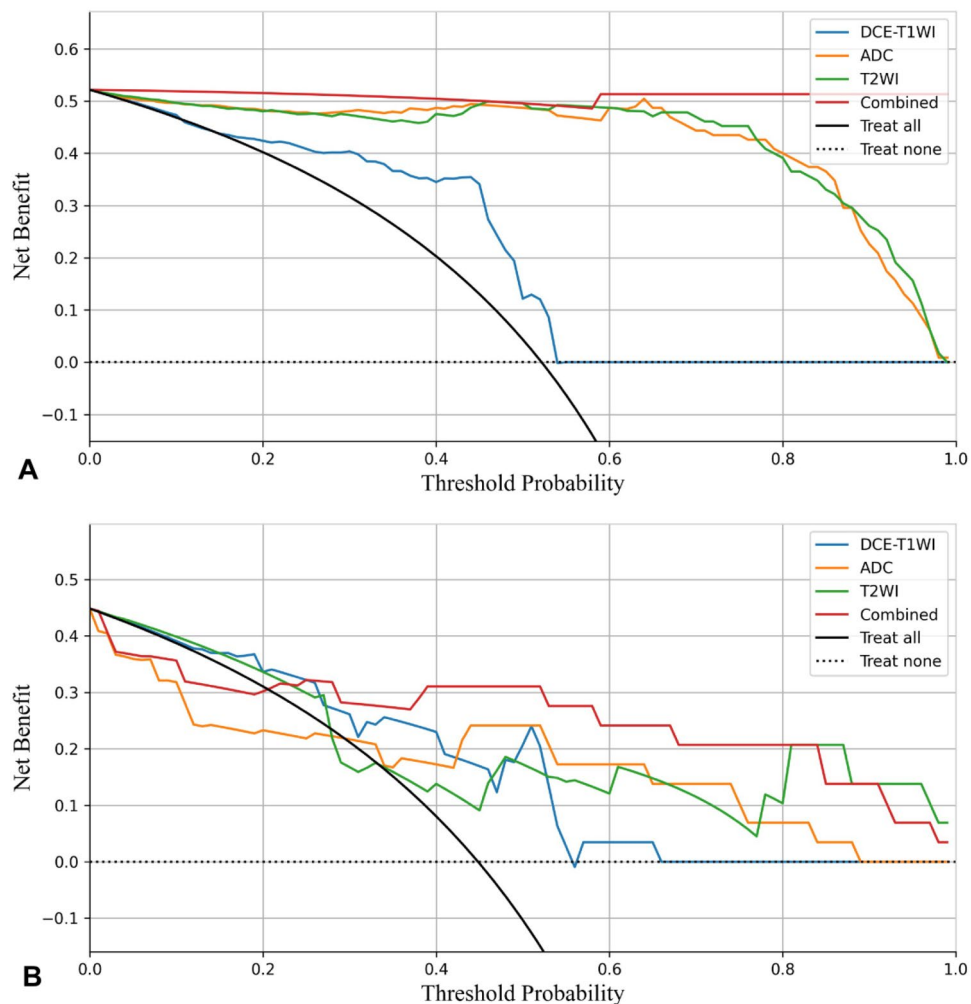 0.6
0.5
0.4
0.3
0.2
0.1
0.0
−0.1
Net Benefit
0.0 0.2 0.4 0.6 0.8 1.0
Threshold Probability
DCE-T1WI
ADC
T2WI
Combined
Treat all
Treat none
A
0.5
0.4
0.3
0.2
0.1
0.0
−0.1
Net Benefit
0.0 0.2 0.4 0.6 0.8 1.0
Threshold Probability
DCE-T1WI
ADC
T2WI
Combined
Treat all
Treat none
B